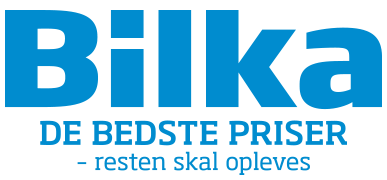 Bilka
DE BEDSTE PRISER
– resten skal opleves